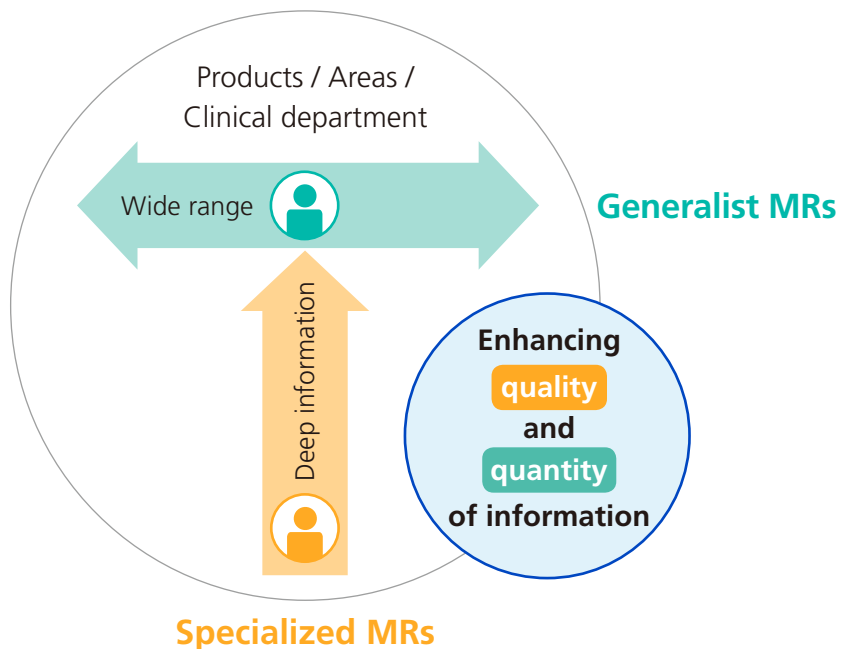 Products / Areas /
Clinical department
Wide range
Generalist MRs
Deep information
Enhancing
quality
and
quantity
of information
Specialized MRs